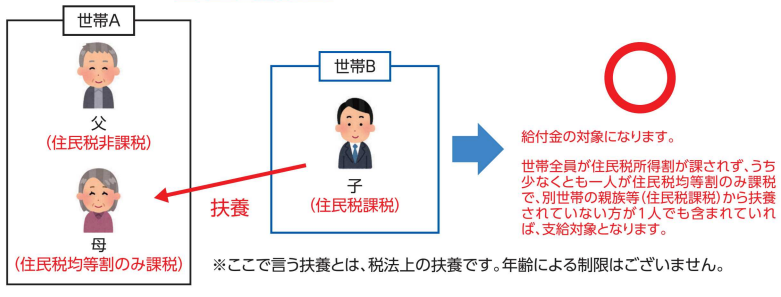 世帯A
父
(住民税非課税)
母
(住民税均等割のみ課税)
扶養
世帯B
子
(住民税課税)
給付金の対象になります。
世帯全員が住民税所得割が課されず、うち
少なくとも一人が住民税均等割のみ課税
で、別世帯の親族等(住民税課税)から扶養
されていない方が1人でも含まれていれ
ば、支給対象となります。
※ここで言う扶養とは、税法上の扶養です。年齢による制限はございません。